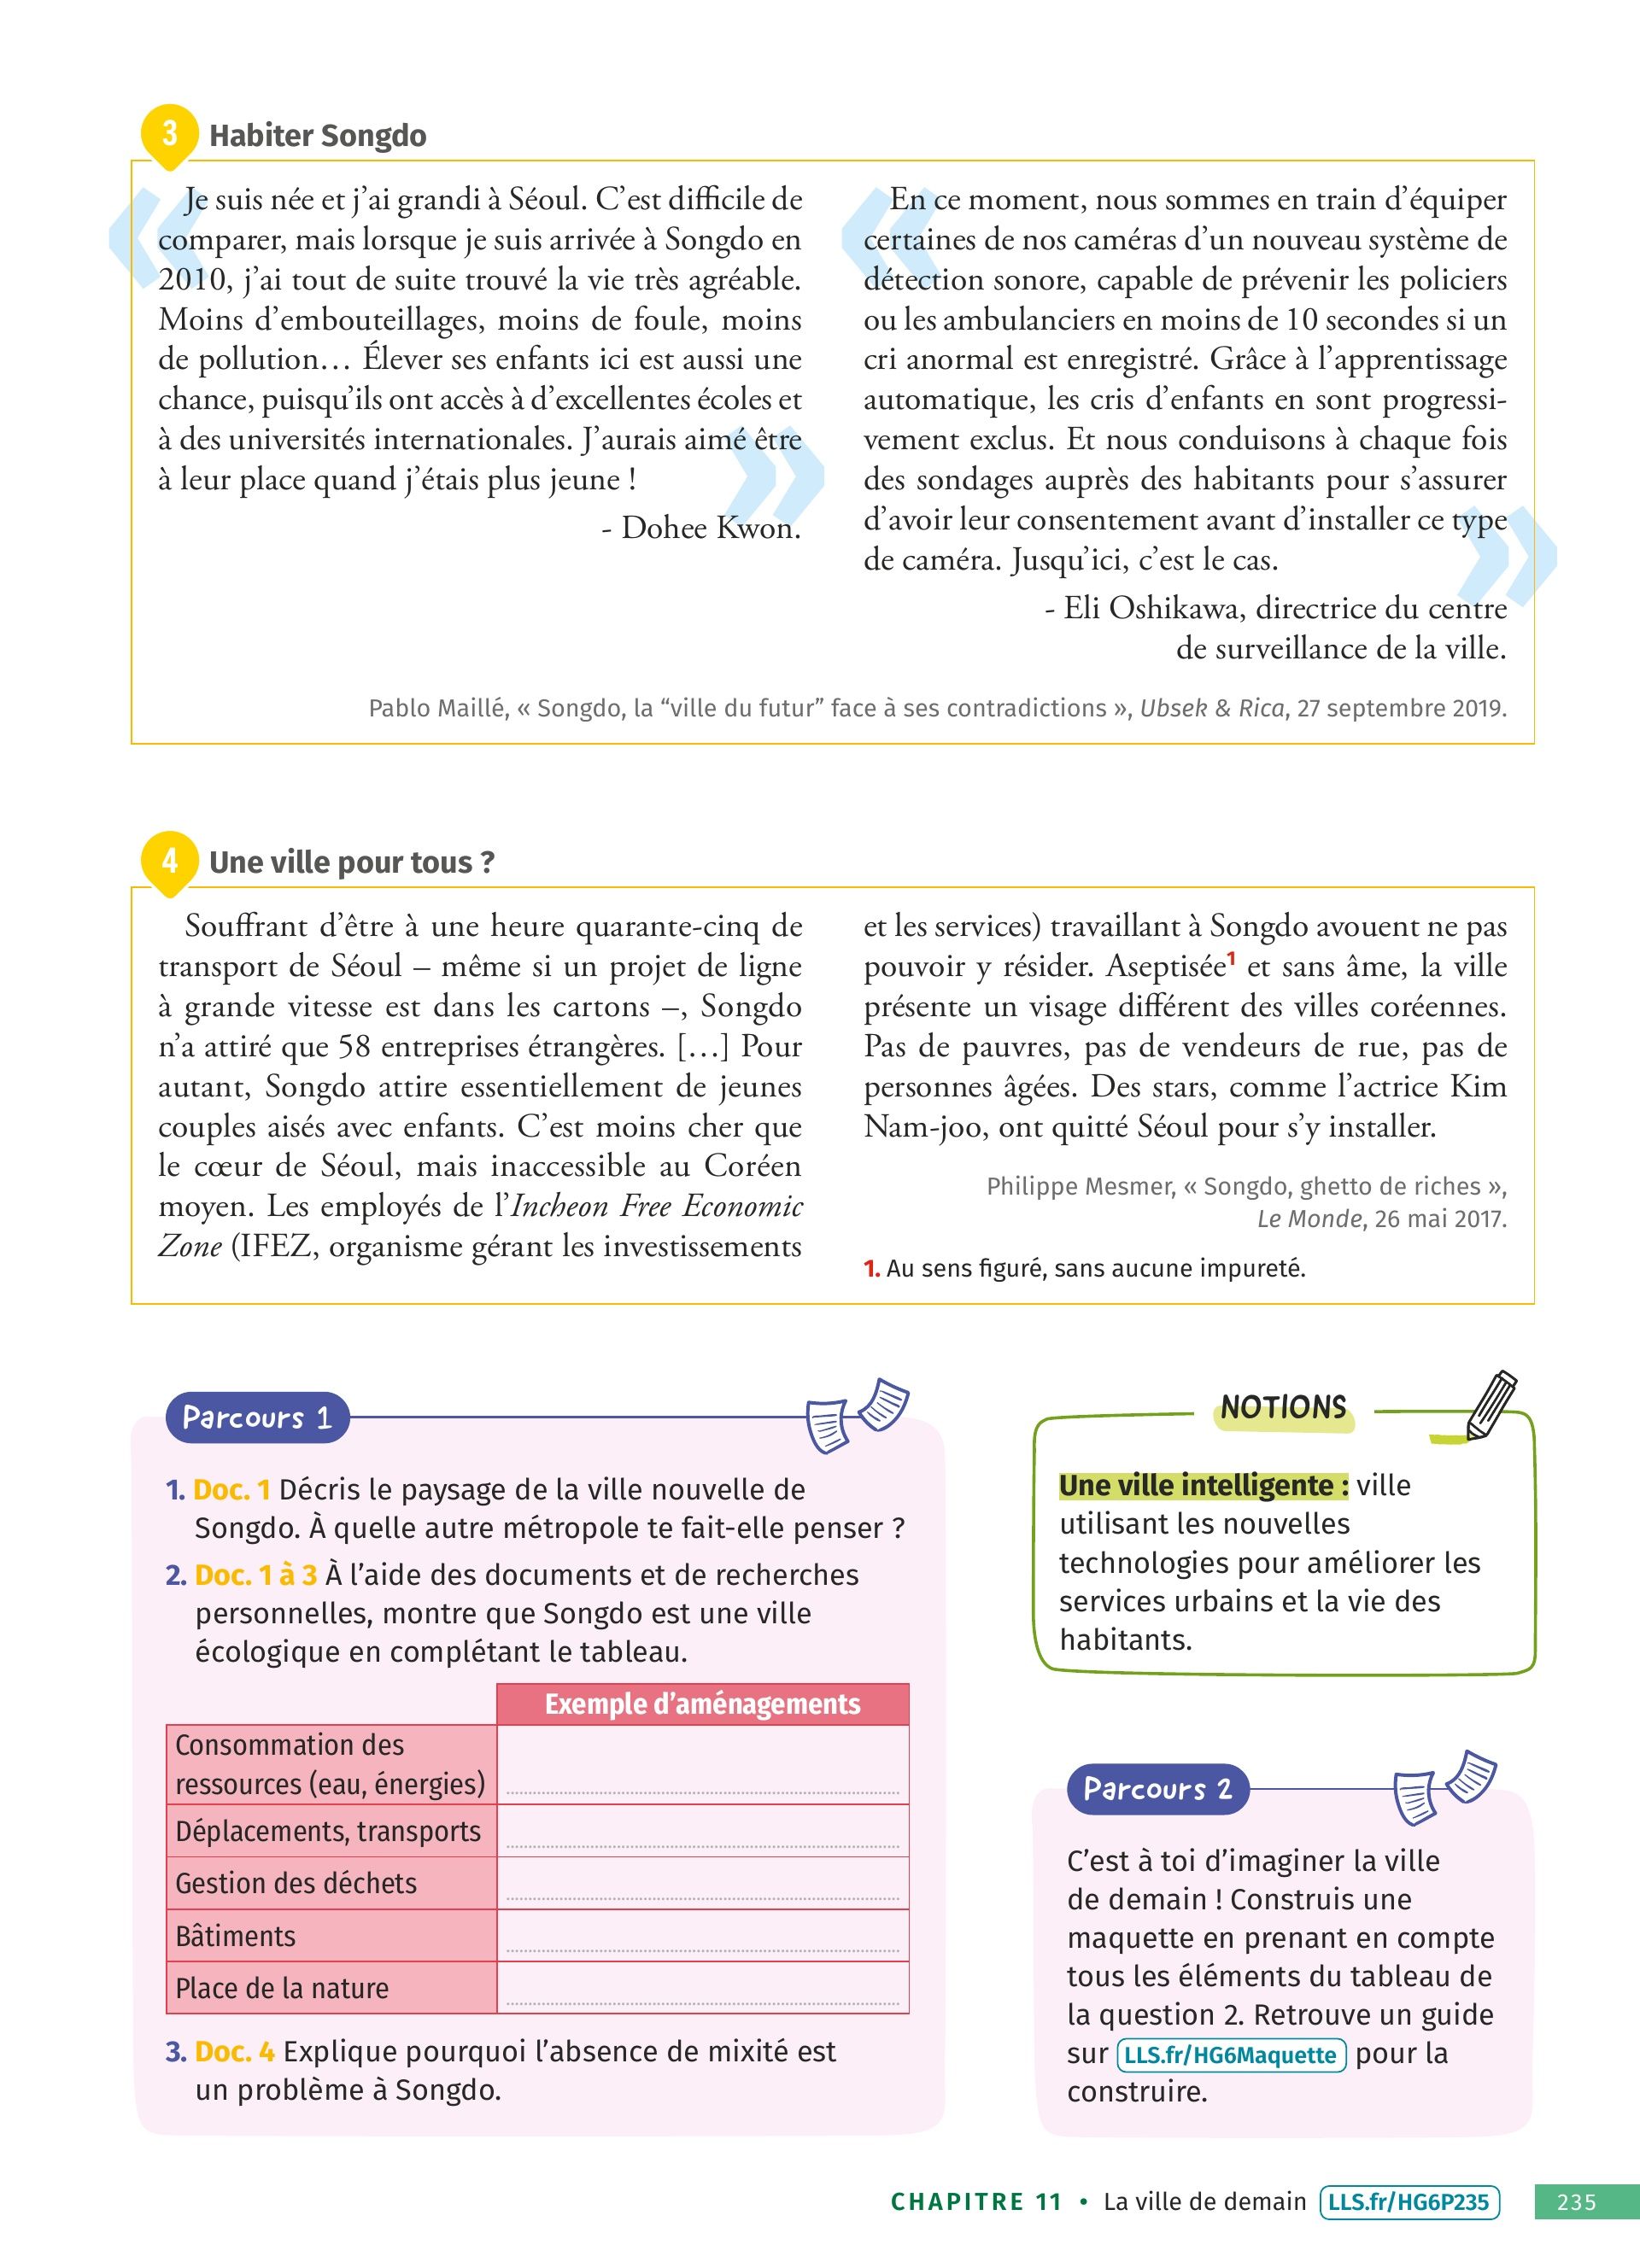 3
Habiter Songdo
«
Je suis née et j’ai grandi à Séoul. C’est difficile de
comparer, mais lorsque je suis arrivée à Songdo en
2010, j’ai tout de suite trouvé la vie très agréable.
Moins d’embouteillages, moins de foule, moins
de pollution… Élever ses enfants ici est aussi une
chance, puisqu’ils ont accès à d’excellentes écoles et
à des universités internationales. J’aurais aimé être
à leur place quand j’étais plus jeune !
»
- Dohee Kwon.
«
En ce moment, nous sommes en train d’équiper
certaines de nos caméras d’un nouveau système de
détection sonore, capable de prévenir les policiers
ou les ambulanciers en moins de 10 secondes si un
cri anormal est enregistré. Grâce à l’apprentissage
automatique, les cris d’enfants en sont progressi-
vement exclus. Et nous conduisons à chaque fois
des sondages auprès des habitants pour s’assurer
d’avoir leur consentement avant d’installer ce type
de caméra. Jusqu’ici, c’est le cas.
»
- Eli Oshikawa, directrice du centre
de surveillance de la ville.
Pablo Maillé, « Songdo, la “ville du futur” face à ses contradictions », Ubsek & Rica, 27 septembre 2019.
4
Une ville pour tous ?
Souffrant d’être à une heure quarante-cinq de
transport de Séoul – même si un projet de ligne
à grande vitesse est dans les cartons –, Songdo
n’a attiré que 58 entreprises étrangères. […] Pour
autant, Songdo attire essentiellement de jeunes
couples aisés avec enfants. C’est moins cher que
le cœur de Séoul, mais inaccessible au Coréen
moyen. Les employés de l’Incheon Free Economic
Zone (IFEZ, organisme gérant les investissements
et les services) travaillant à Songdo avouent ne pas
pouvoir y résider. Aseptisée1 et sans âme, la ville
présente un visage différent des villes coréennes.
Pas de pauvres, pas de vendeurs de rue, pas de
personnes âgées. Des stars, comme l’actrice Kim
Nam-joo, ont quitté Séoul pour s’y installer.
Philippe Mesmer, « Songdo, ghetto de riches »,
Le Monde, 26 mai 2017.
1. Au sens figuré, sans aucune impureté.
Parcours 1
1. Doc. 1 Décris le paysage de la ville nouvelle de
Songdo. À quelle autre métropole te fait-elle penser ?
2. Doc. 1 à 3 À l’aide des documents et de recherches
personnelles, montre que Songdo est une ville
écologique en complétant le tableau.
Exemple d’aménagements
Consommation des
ressources (eau, énergies)
Déplacements, transports
Gestion des déchets
Bâtiments
Place de la nature
3. Doc. 4 Explique pourquoi l’absence de mixité est
un problème à Songdo.
NOTIONS
Une ville intelligente : ville
utilisant les nouvelles
technologies pour améliorer les
services urbains et la vie des
habitants.
Parcours 2
C’est à toi d’imaginer la ville
de demain ! Construis une
maquette en prenant en compte
tous les éléments du tableau de
la question 2. Retrouve un guide
sur LLS.fr/HG6Maquette pour la
construire.
CHAPITRE 11 • La ville de demain LLS.fr/HG6P235 235